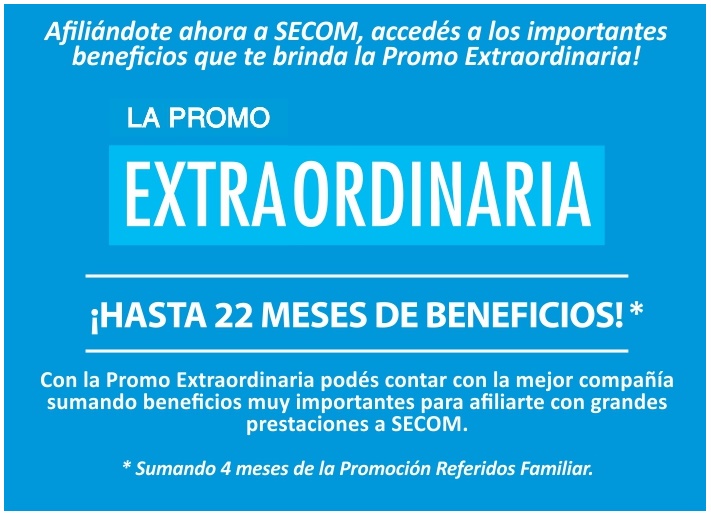 Afiliándote ahora a SECOM, accedés a los importantes
beneficios que te brinda la Promo Extraordinaria!
LA PROMO
EXTRAORDINARIA
¡HASTA 22 MESES DE BENEFICIOS!*
Con la Promo Extraordinaria podés contar con la mejor compañía
sumando beneficios muy importantes para afiliarte con grandes
prestaciones a SECOM.
* Sumando 4 meses de la Promoción Referidos Familiar.